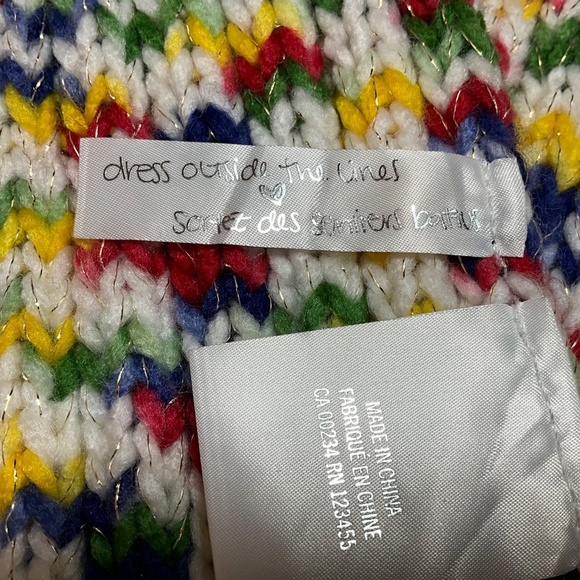 dress outside the lines
sortez des sentiers battus
MADE IN CHINA
FABRIQUÉ EN CHINE
CA 00234 RN 123455